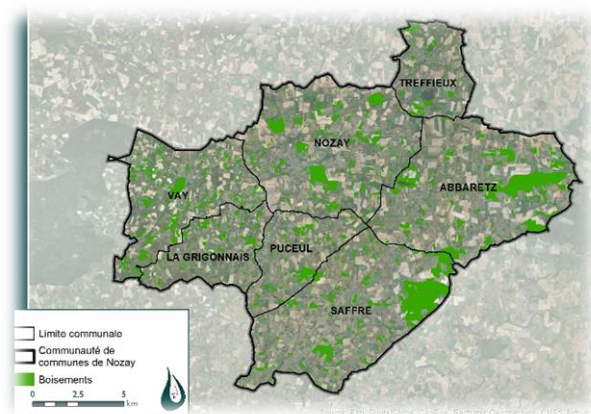 TREFFIEUX
NOZAY
ABBARETZ
VAY
LA GRIGONNAIS
PUCEUL
SAFFRE
Limite communale
Communauté de
communes de Nozay
Boisements
0 2,5 5
km